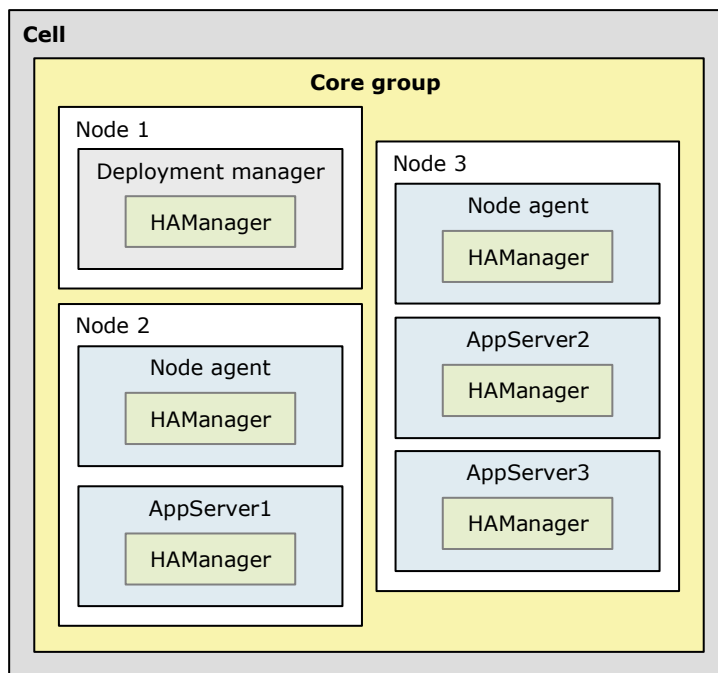 Cell
Core group
Node 1
Deployment manager
HAManager
Node 2
Node agent
HAManager
AppServer1
HAManager
Node 3
Node agent
HAManager
AppServer2
HAManager
AppServer3
HAManager